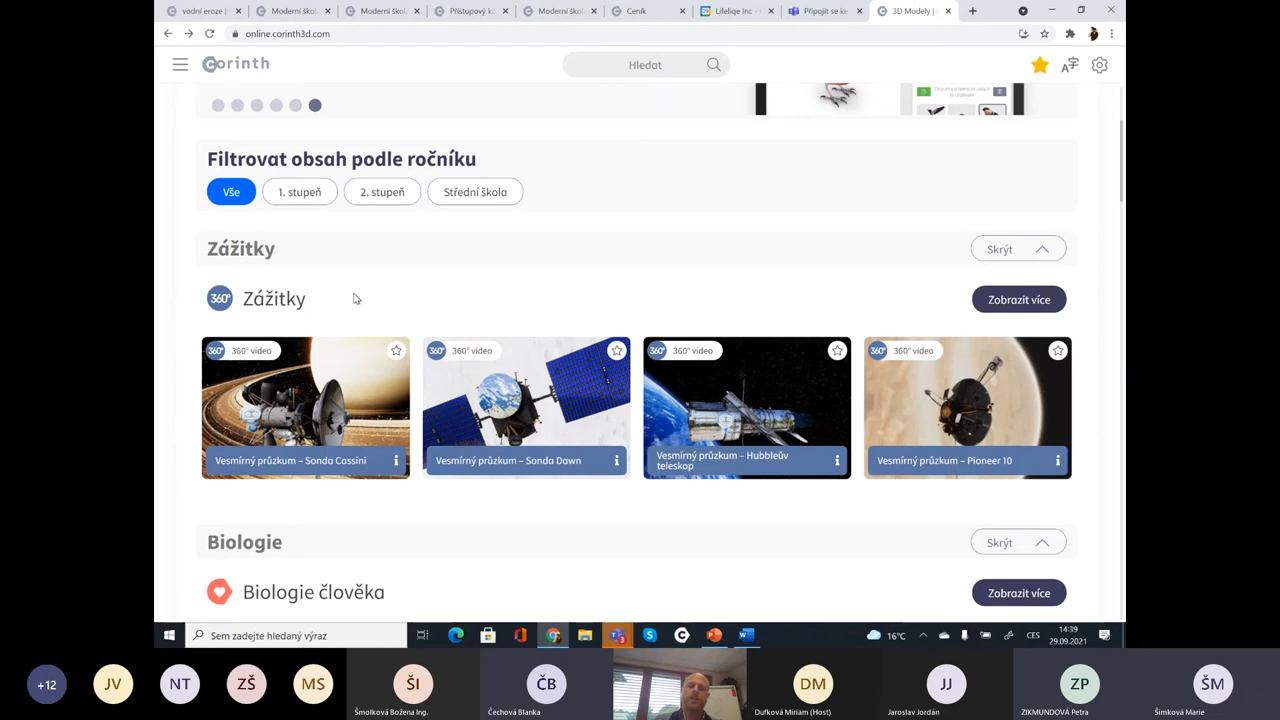 vodní eroze |
Moderní škol
Moderní škol
Přístupový ká
Moderní škol
Ceník
Lifeliqe Inc -
Připojit se ke
3D Modely |
online.corinth3d.com
Corinth
Hledat
Filtrovat obsah podle ročníku
Vše
1. stupeň
2. stupeň
Střední škola
Zážitky
Skrýt
360°
Zážitky
Zobrazit více
360° 360° video
360° 360° video
360° 360° video
360° 360° video
Vesmírný průzkum – Sonda Cassini
Vesmírný průzkum – Sonda Dawn
Vesmírný průzkum – Hubbleův
teleskop
Vesmírný průzkum – Pioneer 10
Biologie
Skrýt
Biologie člověka
Zobrazit více
Sem zadejte hledaný výraz
16°C
CES
14:39
29.09.2021
+12
JV
NT
ZŠ
MS
ŠI
Šmolková Božena Ing.
ČB
Čechová Blanka
DM
Dufková Miriam (Host)
JJ
Jaroslav Jordán
ZP
ZIKMUNDOVÁ Petra
ŠM
Šimková Marie